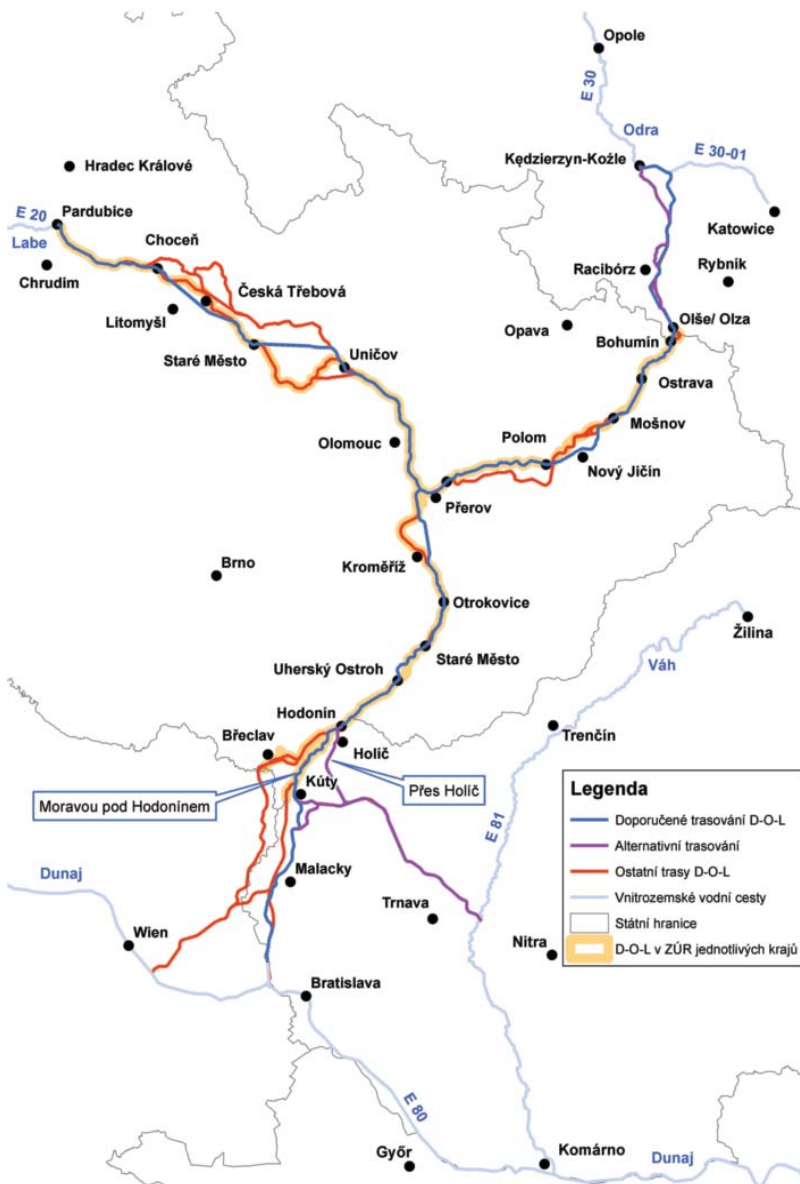 Opole
E 30
Odra
Kędzierzyn-Koźle
E 30-01
Hradec Králové
Pardubice
E 20
Labe
Katowice
Choceň
Chrudim
Racibórz
Rybnik
Česká Třebová
Litomyšl
Olše/ Olza
Opava
Bohumín
Staré Město
Uničov
Ostrava
Mošnov
Olomouc
Polom
Nový Jičín
Přerov
Kroměříž
Brno
Otrokovice
Žilina
Staré Město
Váh
Uherský Ostroh
Hodonín
Trenčín
Břeclav
Holíč
Kúty
Přes Holíč
Moravou pod Hodonínem
Legenda
Doporučené trasování D-O-L
Alternativní trasování
Ostatní trasy D-O-L
Vnitrozemské vodní cesty
Státní hranice
D-O-L v ZÚR jednotlivých krajů
E 81
Dunaj
Malacky
Trnava
Wien
Nitra
Bratislava
E 80
Győr
Komárno
Dunaj